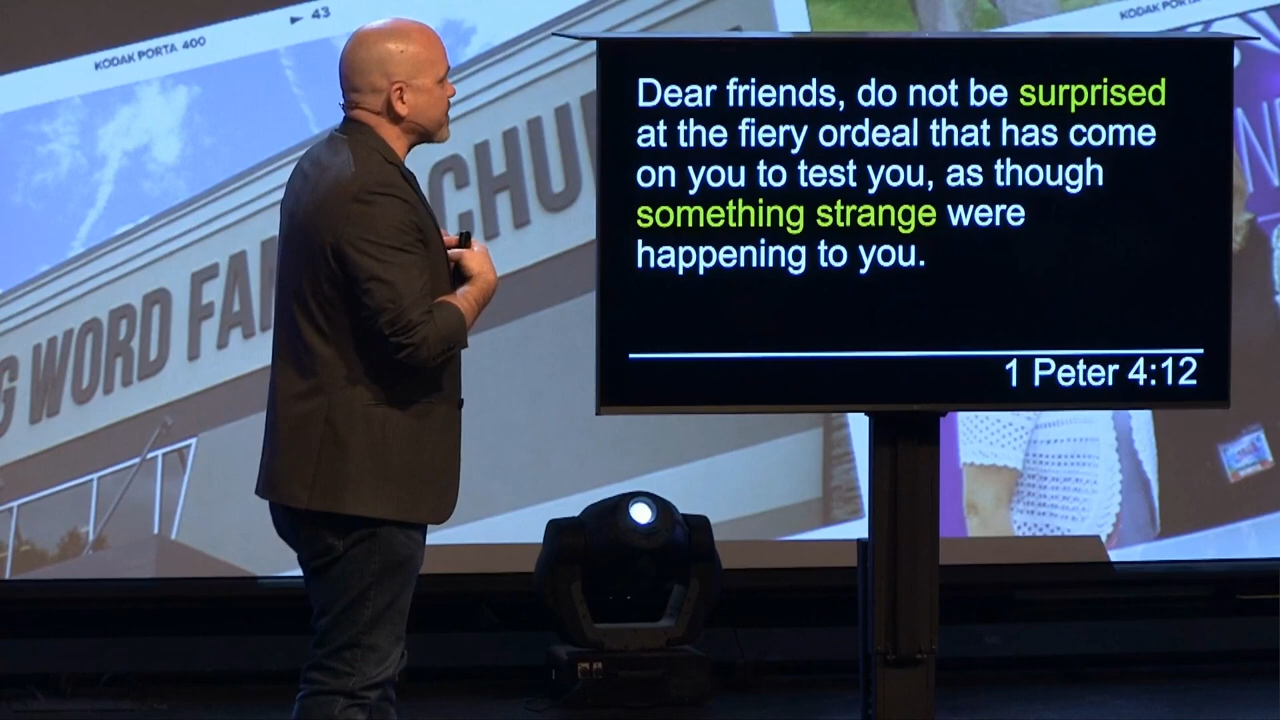 KODAK PORTA 400
43
KODAK PORTA
WORD FA
CHU
Dear friends, do not be surprised
at the fiery ordeal that has come
on you to test you, as though
something strange were
happening to you.
1 Peter 4:12